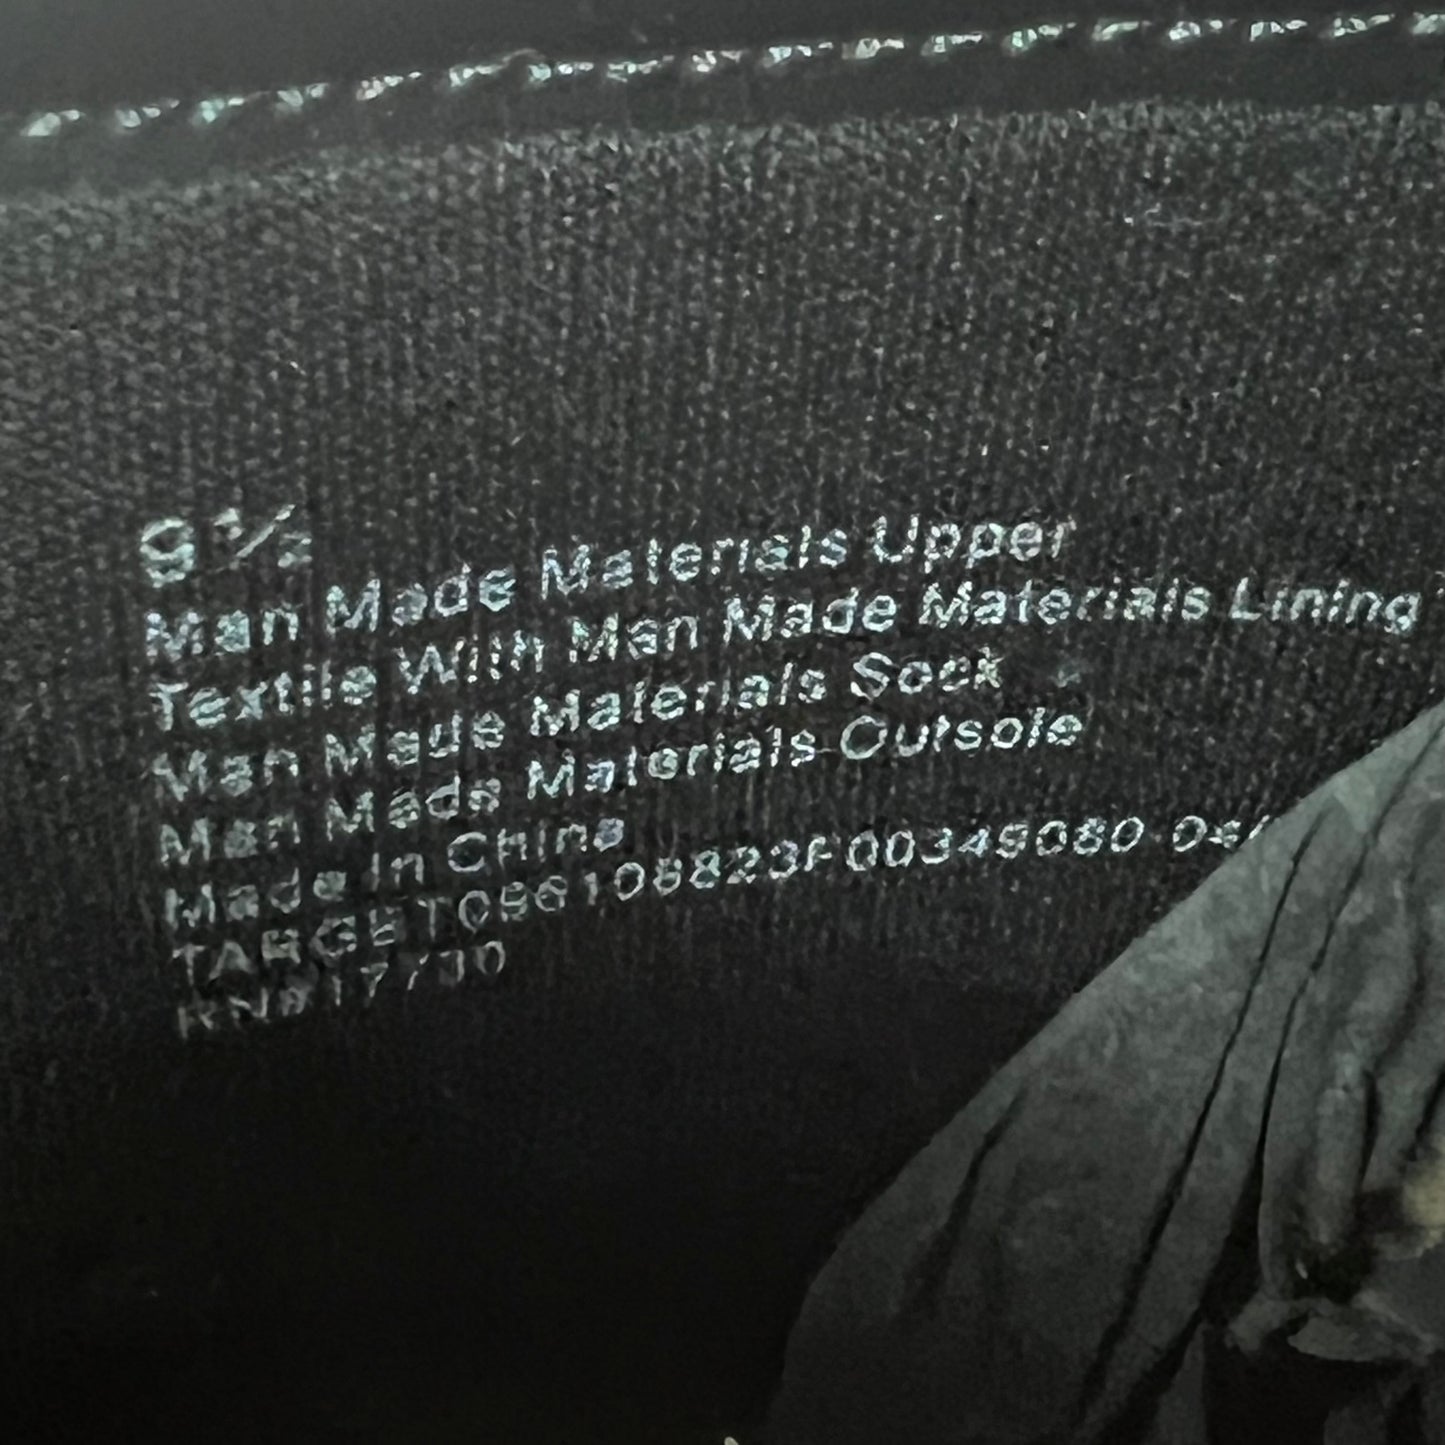 9½
Man Made Materials Upper
Textile With Man Made Materials Lining
Man Made Materials Sock
Man Made Materials Outsole
Made In China
TARGET